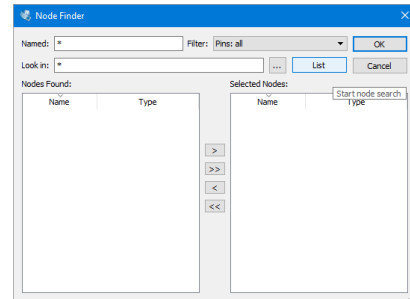 Node Finder
Named: * Filter: Pins: all OK
Look in: * ... List Cancel
Nodes Found: Selected Nodes:
Start node search
Name Type Name Type
>
>>
<
<<